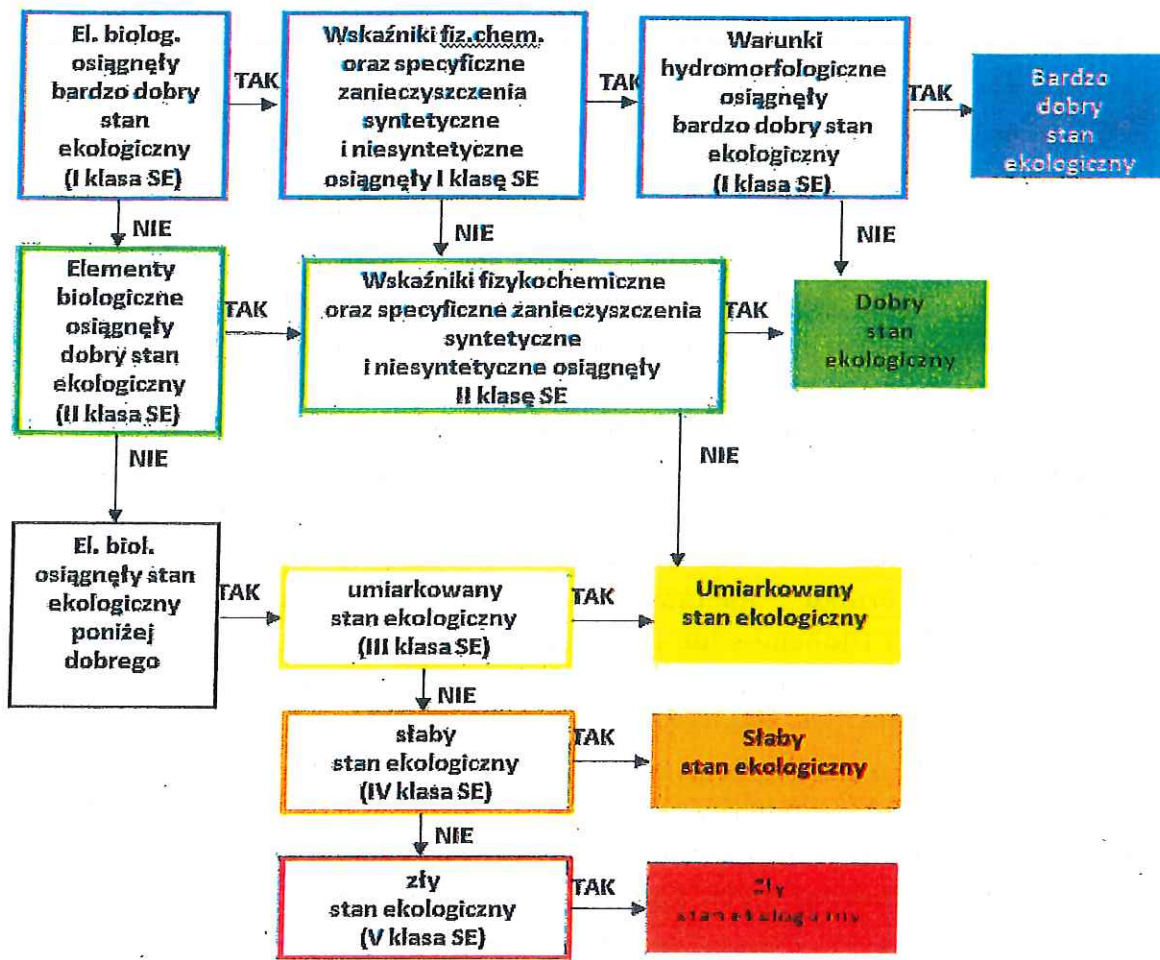 El. biolog.
osiągnęły
bardzo dobry
stan
ekologiczny
(I klasa SE)
TAK
Wskaźniki fiz.chem.
oraz specyficzne
zanieczyszczenia
syntetyczne
i niesyntetyczne
osiągnęły I klasę SE
TAK
Warunki
hydromorfologiczne
osiągnęły
bardzo dobry stan
ekologiczny
(I klasa SE)
TAK
Bardzo
dobry
stan
ekologiczny
NIE
NIE
NIE
Elementy
biologiczne
osiągnęły
dobry stan
ekologiczny
(II klasa SE)
TAK
Wskaźniki fizykochemiczne
oraz specyficzne zanieczyszczenia
syntetyczne
i niesyntetyczne osiągnęły
II klasę SE
TAK
Dobry
stan
ekologiczny
NIE
NIE
El. biol.
osiągnęły stan
ekologiczny
poniżej
dobrego
TAK
umiarkowany
stan ekologiczny
(III klasa SE)
TAK
Umiarkowany
stan ekologiczny
NIE
słaby
stan ekologiczny
(IV klasa SE)
TAK
Słaby
stan ekologiczny
NIE
zły
stan ekologiczny
(V klasa SE)
TAK
Zły
stan ekologiczny